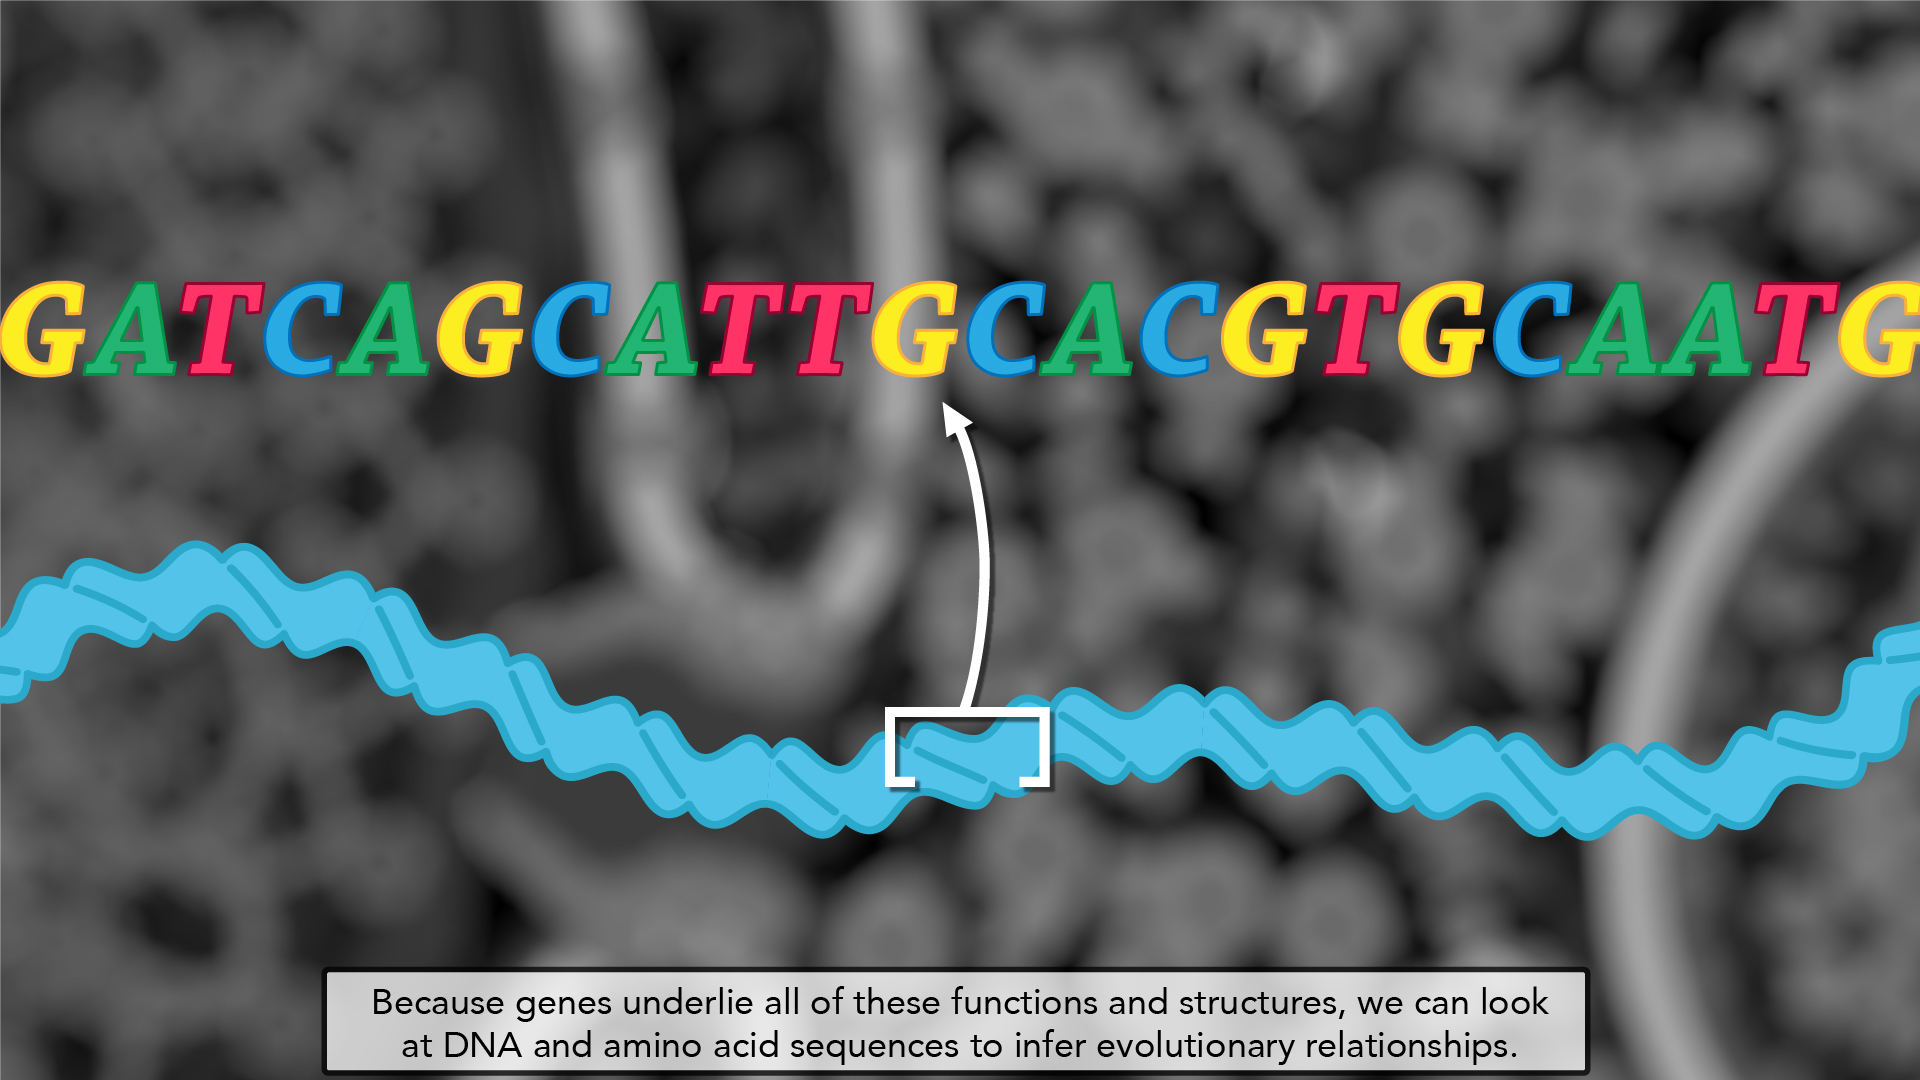 GATCAGCATTGCACGTGCAATG
Because genes underlie all of these functions and structures, we can look
at DNA and amino acid sequences to infer evolutionary relationships.